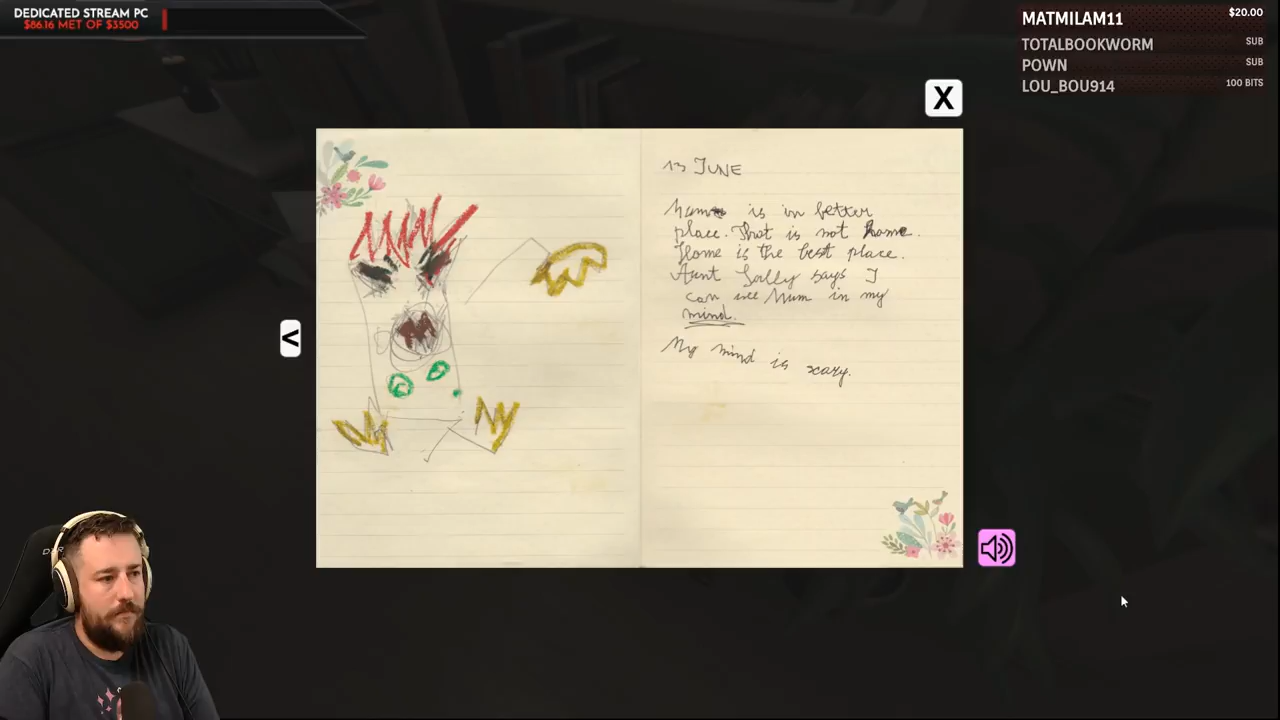 DEDICATED STREAM PC
$86.16 MET OF $3500
MATMILAM11 $20.00
TOTALBOOKWORM SUB
POWN SUB
LOU_BOU914 100 BITS
X
<
13 JUNE
Mum is in better
place. That is not home.
Home is the best place.
Aunt Sally says I
can see Mum in my
mind.
My mind is scary.